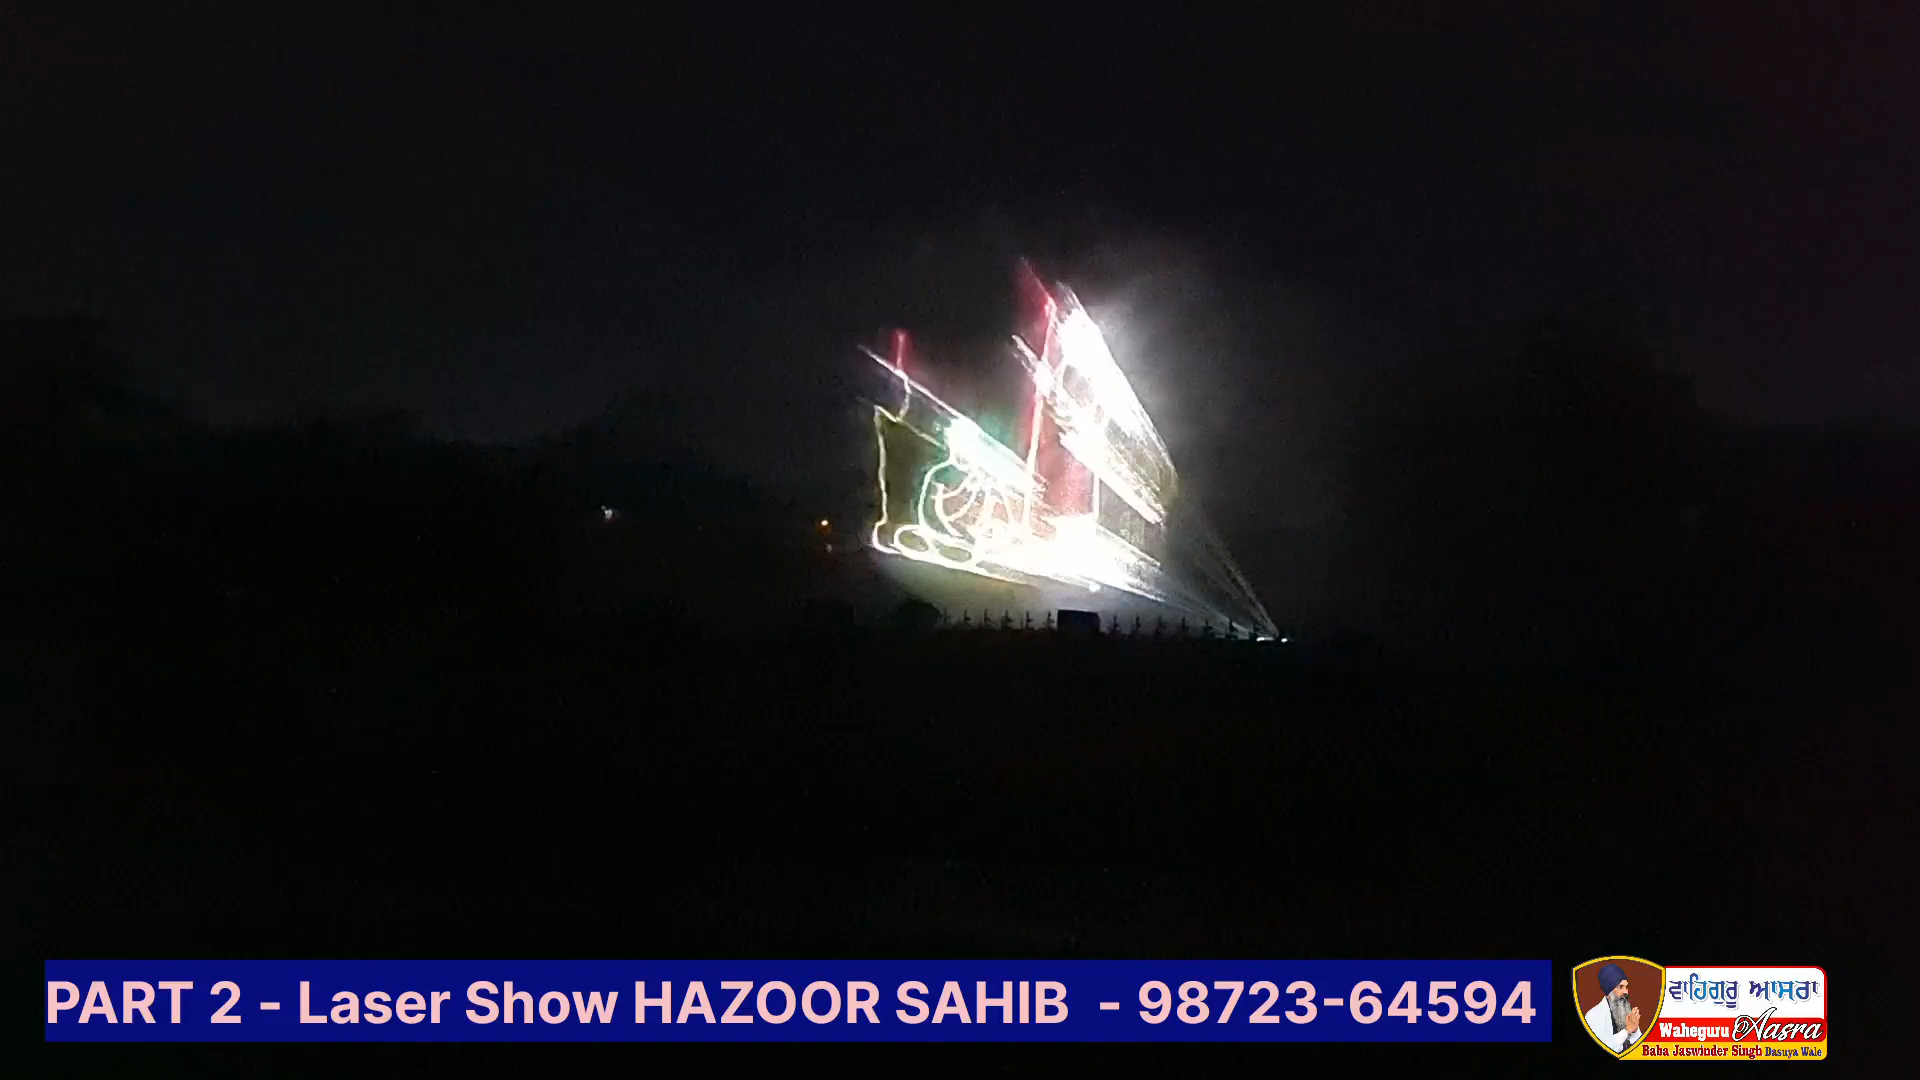 PART 2 - Laser Show HAZOOR SAHIB - 98723-64594
ਵਾਹਿਗੁਰੂ ਆਸਰਾ
Waheguru Aasra
Baba Jaswinder Singh Dasuya Wale